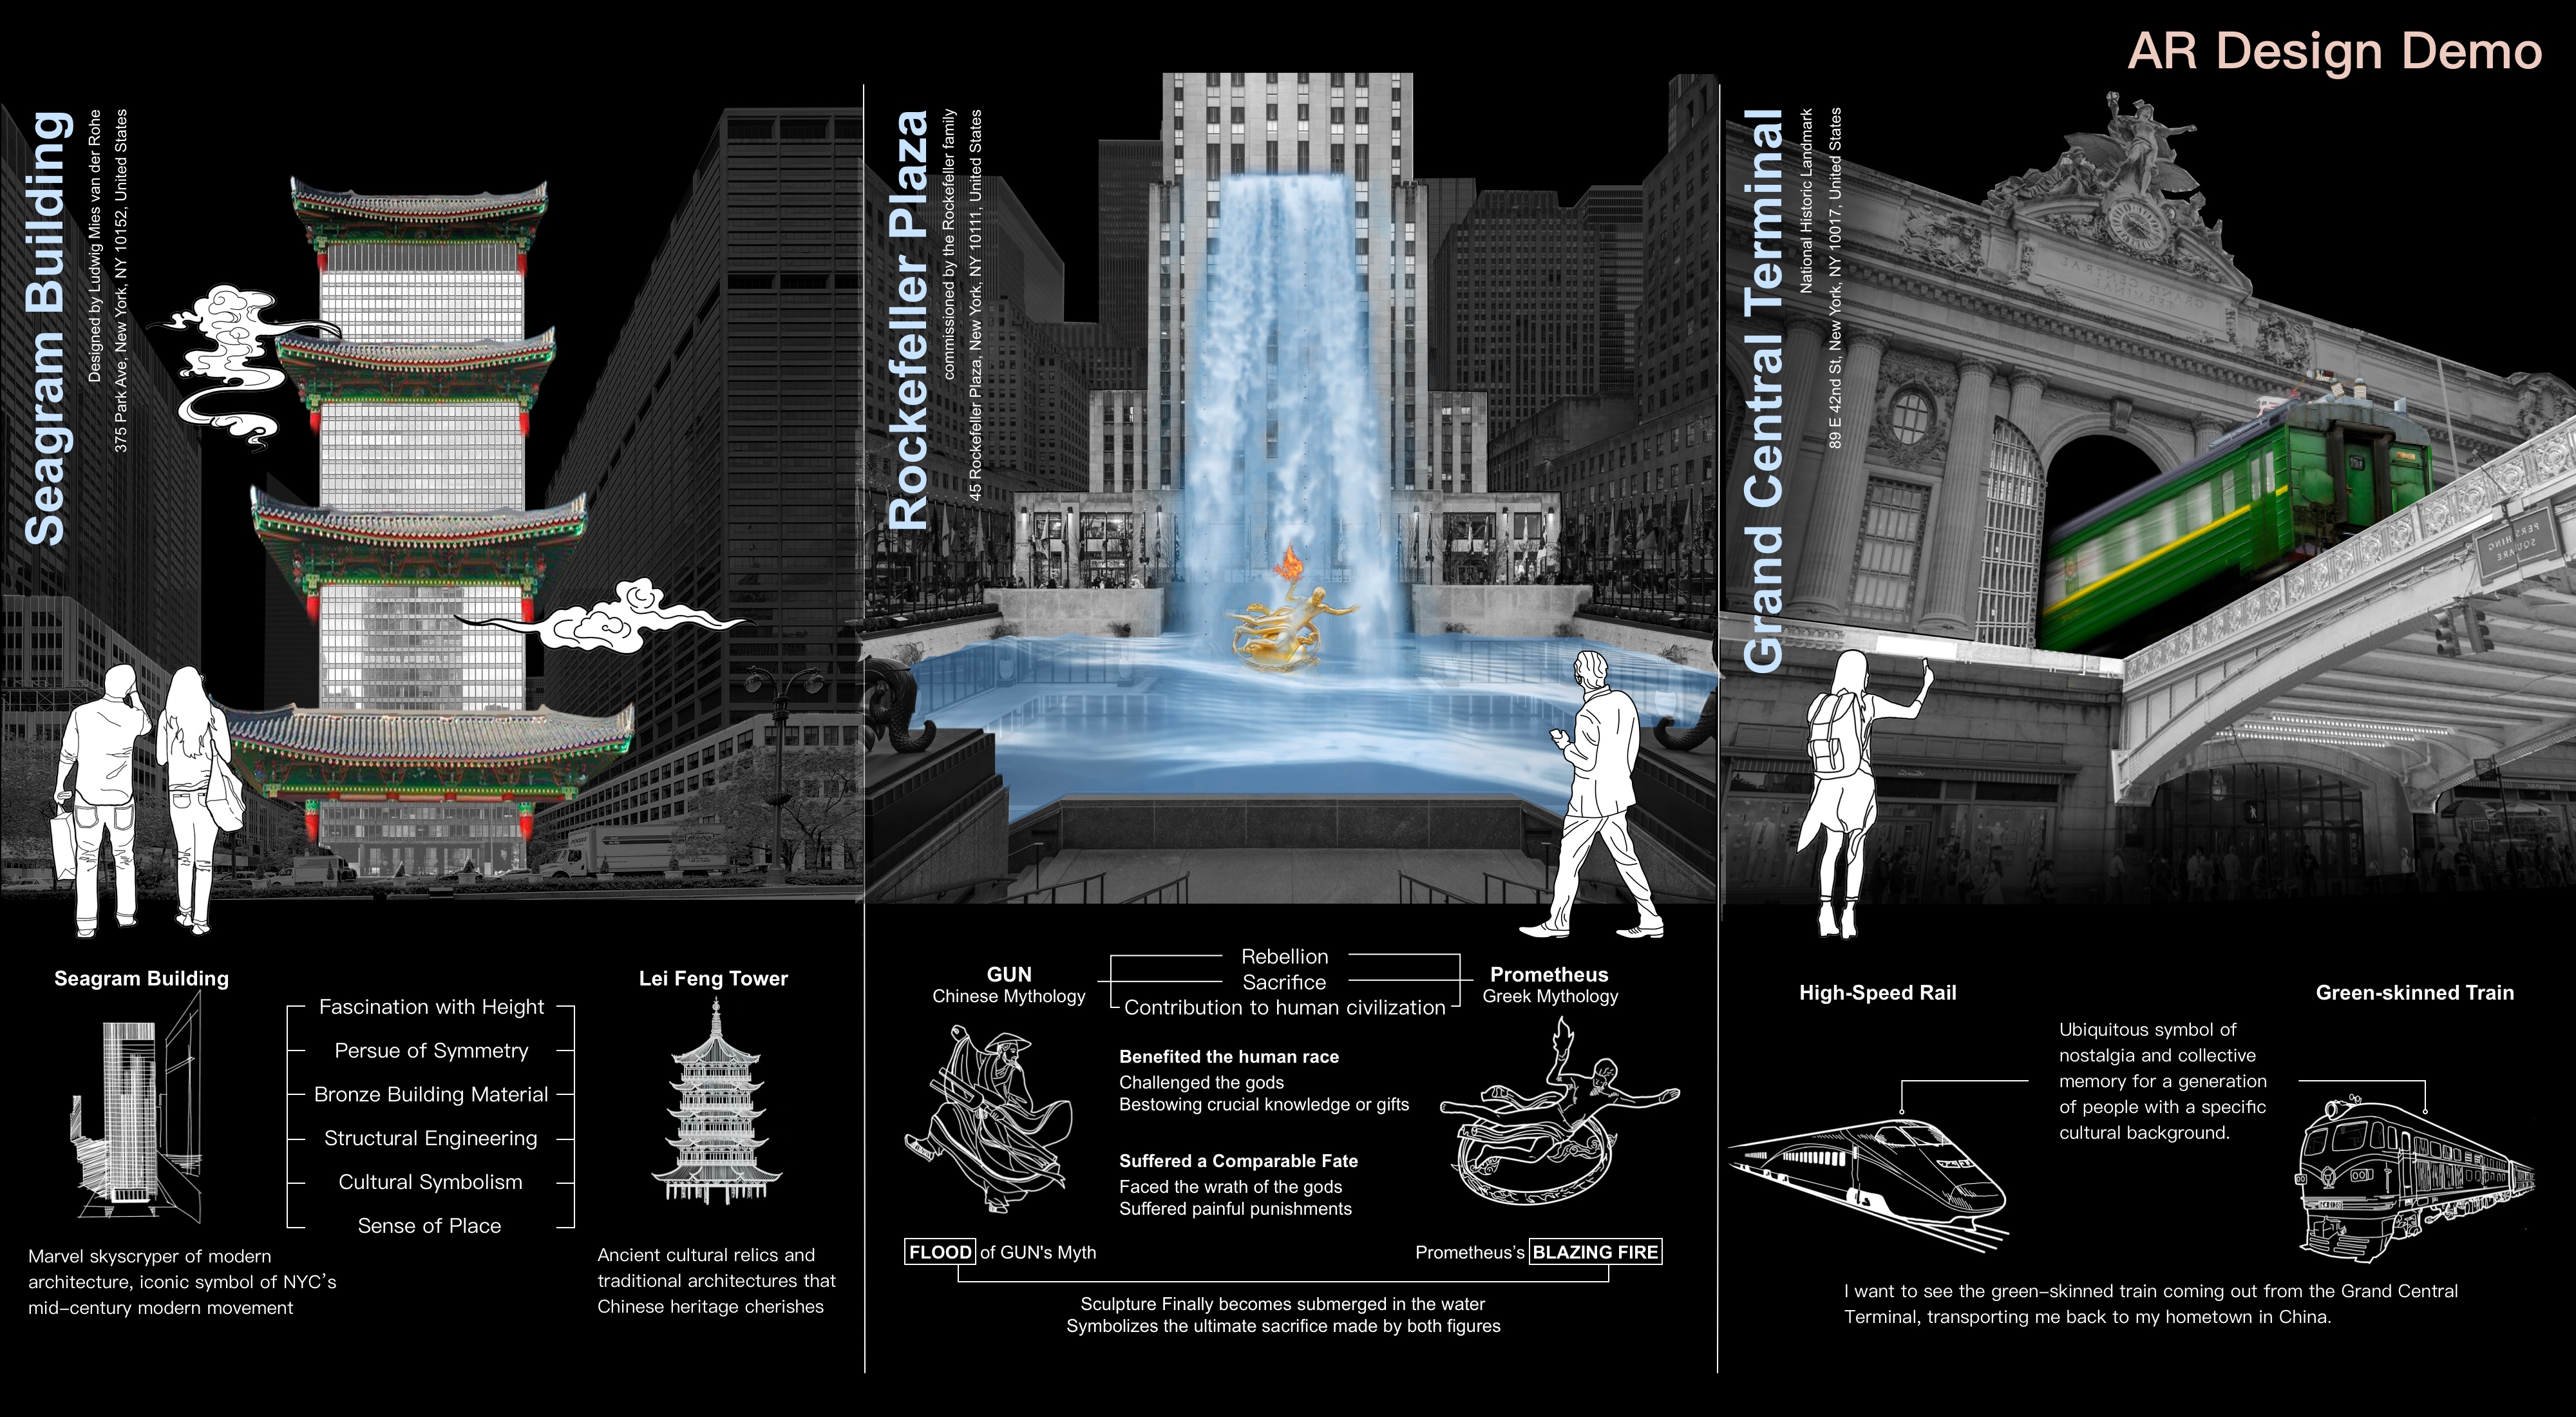 AR Design Demo
Seagram Building
Designed by Ludwig Mies van der Rohe
375 Park Ave, New York, NY 10152, United States
Seagram Building
Lei Feng Tower
Fascination with Height
Persue of Symmetry
Bronze Building Material
Structural Engineering
Cultural Symbolism
Sense of Place
Marvel skyscryper of modern
architecture, iconic symbol of NYC's
mid-century modern movement
Ancient cultural relics and
traditional architectures that
Chinese heritage cherishes
Rockefeller Plaza
commissioned by the Rockefeller family
45 Rockefeller Plaza, New York, NY 10111, United States
GUN
Chinese Mythology
Rebellion
Sacrifice
Contribution to human civilization
Prometheus
Greek Mythology
Benefited the human race
Challenged the gods
Bestowing crucial knowledge or gifts
Suffered a Comparable Fate
Faced the wrath of the gods
Suffered painful punishments
FLOOD of GUN's Myth
Prometheus's BLAZING FIRE
Sculpture Finally becomes submerged in the water
Symbolizes the ultimate sacrifice made by both figures
Grand Central Terminal
National Historic Landmark
89 E 42nd St, New York, NY 10017, United States
PERSHING
SQUARE
High-Speed Rail
Green-skinned Train
Ubiquitous symbol of
nostalgia and collective
memory for a generation
of people with a specific
cultural background.
I want to see the green-skinned train coming out from the Grand Central
Terminal, transporting me back to my hometown in China.